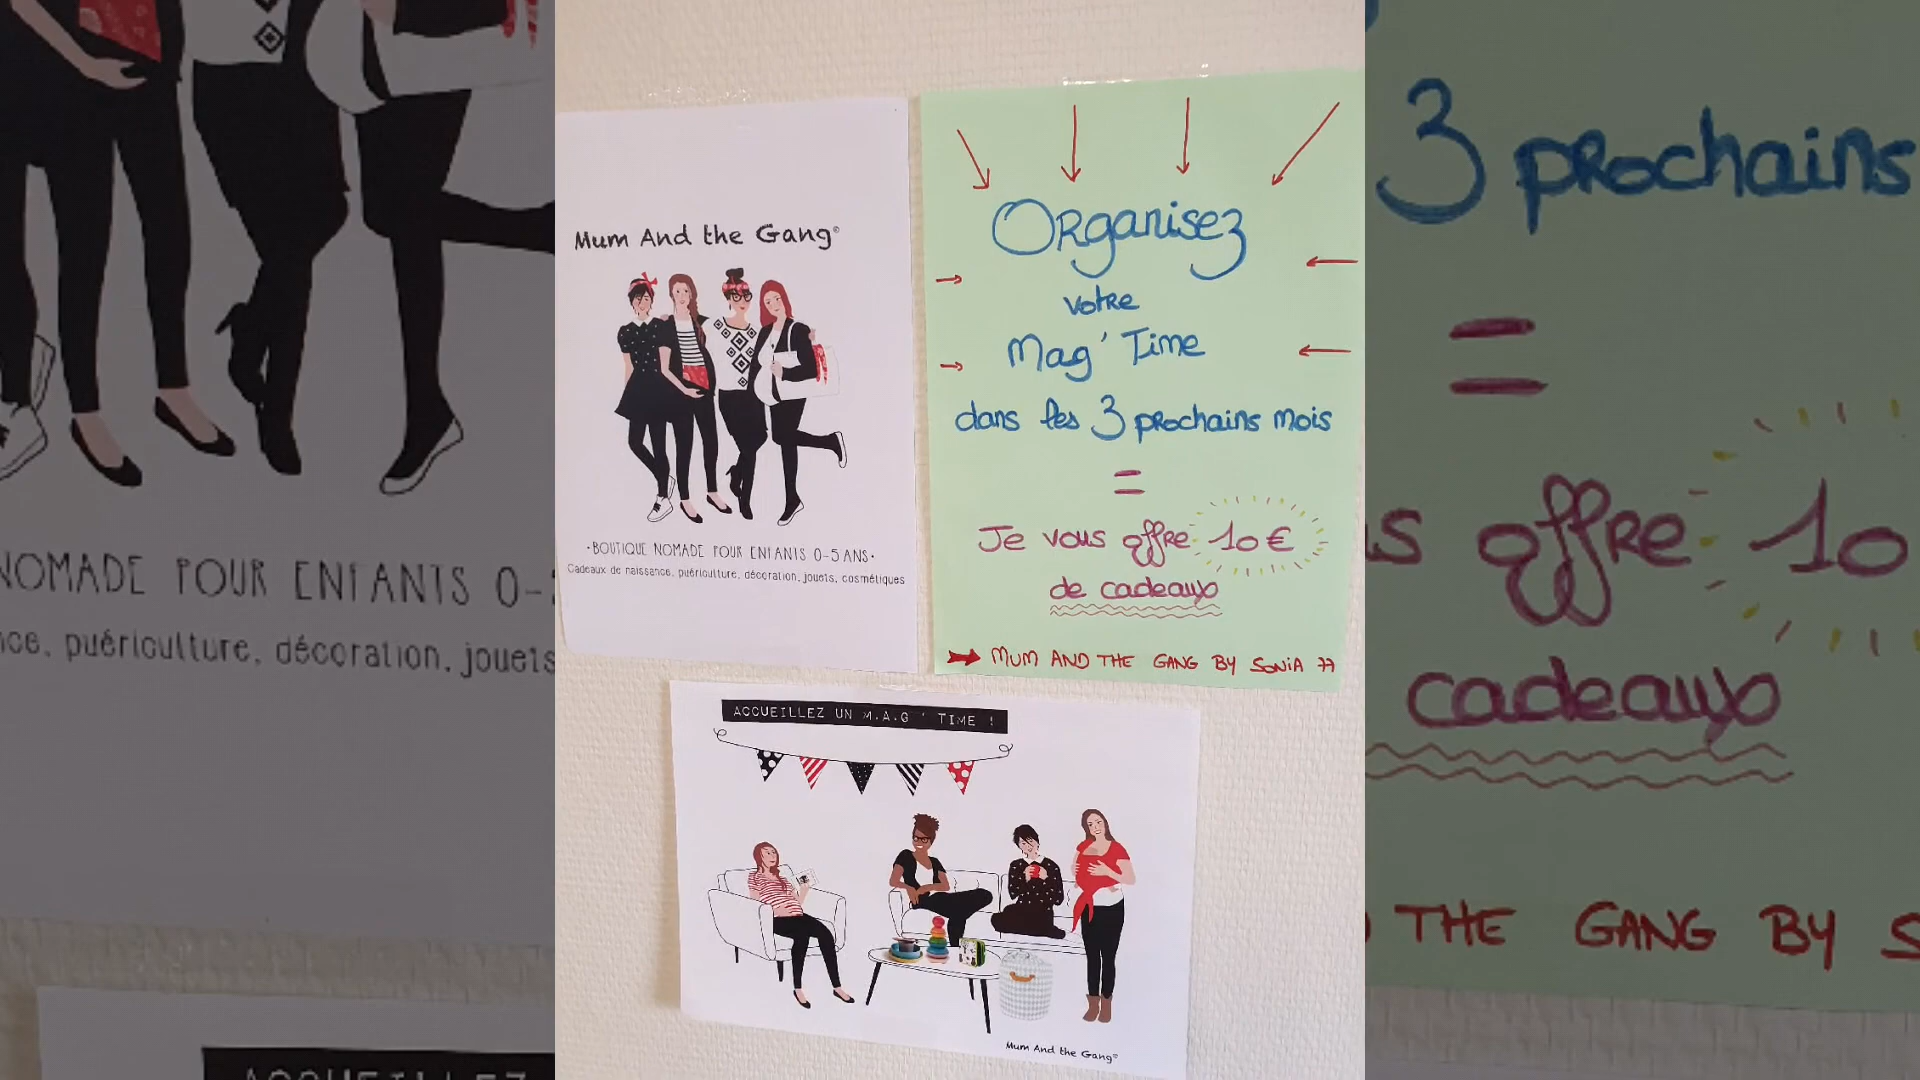 Mum And the Gang®
• BOUTIQUE NOMADE POUR ENFANTS 0-5 ANS •
Cadeaux de naissance, puériculture, décoration, jouets, cosmétiques
Organisez
votre
Mag' Time
dans les 3 prochains mois
=
Je vous offre 10€
de cadeaux
MUM AND THE GANG BY SONIA 77
ACCUEILLEZ UN M.A.G ' TIME !
Mum And the Gang®